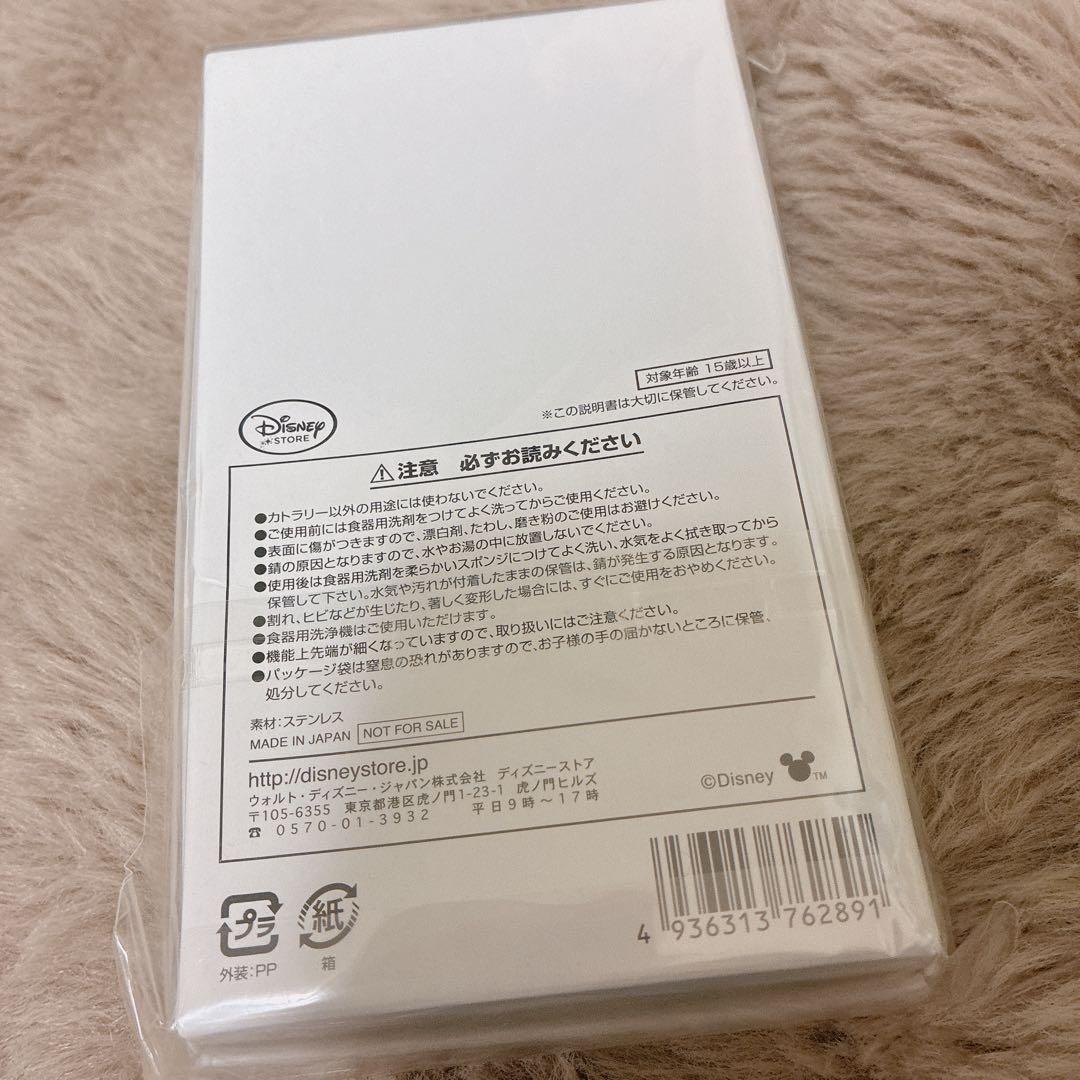 対象年齢 15歳以上
※この説明書は大切に保管してください。
Disney
STORE
注意 必ずお読みください
●カトラリー以外の用途には使わないでください。
●ご使用前には食器用洗剤をつけてよく洗ってからご使用ください。
●表面に傷がつきますので、漂白剤、たわし、磨き粉のご使用はお避けください。
●錆の原因となりますので、水やお湯の中に放置しないでください。
●使用後は食器用洗剤を柔らかいスポンジにつけてよく洗い、水気をよく拭き取ってから
保管して下さい。水気や汚れが付着したままの保管は、錆が発生する原因となります。
●割れ、ヒビなどが生じたり、著しく変形した場合には、すぐにご使用をおやめください。
●食器用洗浄機はご使用いただけます。
●機能上先端が細くなっていますので、取り扱いにはご注意ください。
●パッケージ袋は窒息の恐れがありますので、お子様の手の届かないところに保管、
処分してください。
素材：ステンレス
MADE IN JAPAN NOT FOR SALE
http://disneystore.jp
ウォルト・ディズニー・ジャパン株式会社 ディズニーストア
〒105-6355 東京都港区虎ノ門1-23-1 虎ノ門ヒルズ
☎ 0570-01-3932 平日9時～17時
©Disney TM
プラ
外装：PP
紙
箱
4 936313 762891